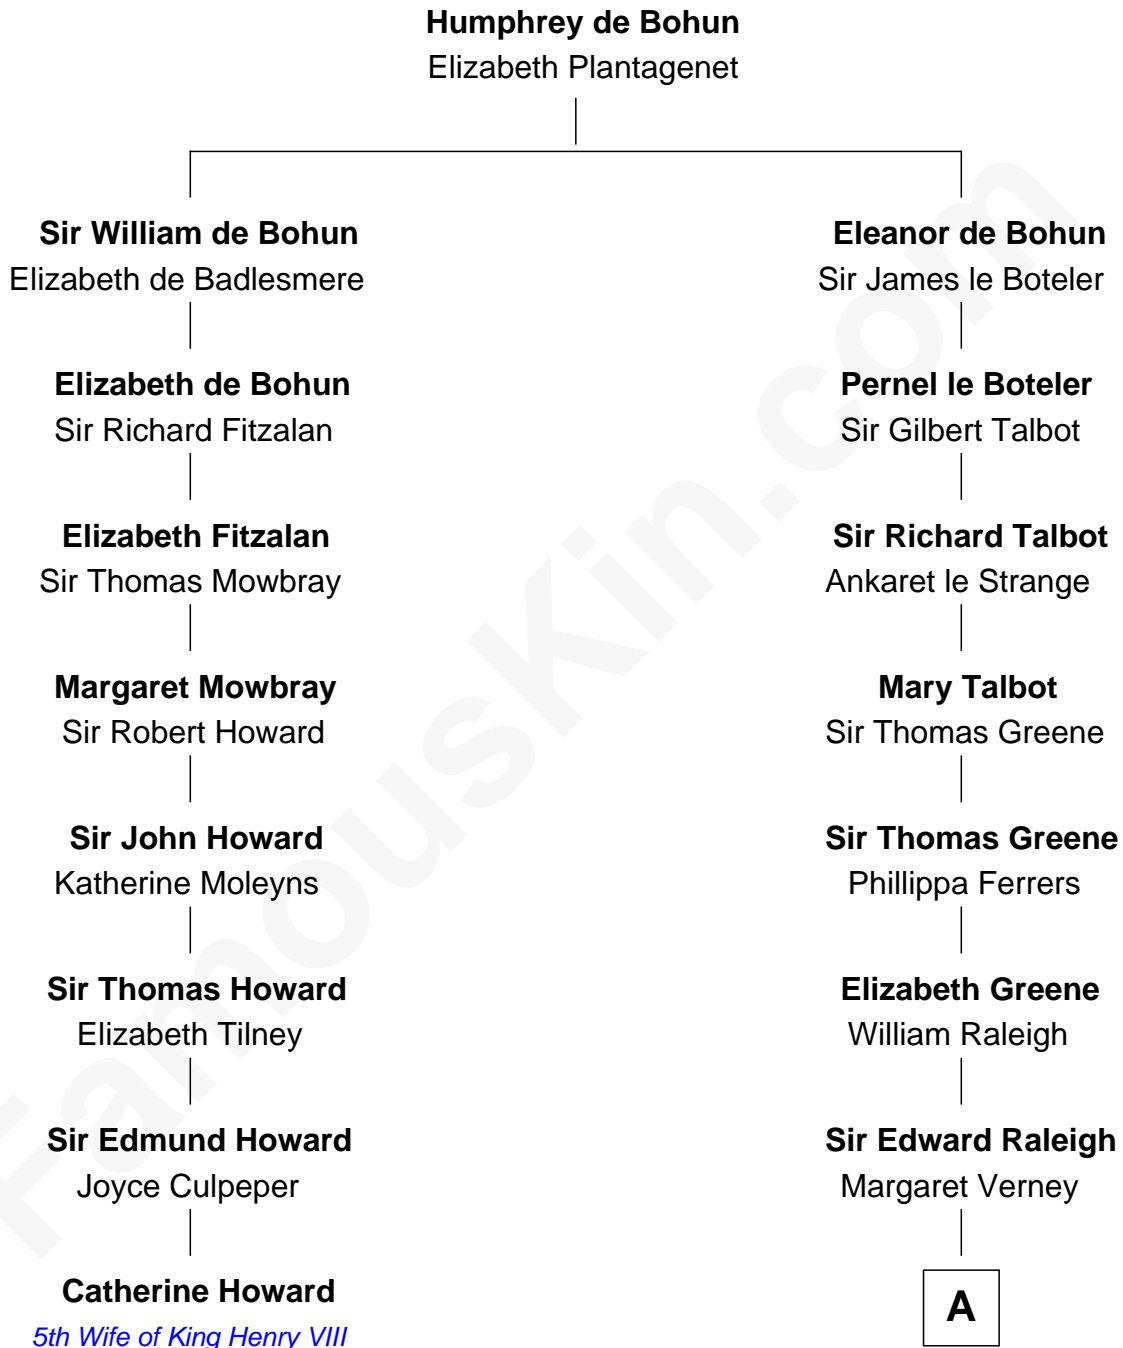 Humphrey de Bohun
Elizabeth Plantagenet
Sir William de Bohun
Elizabeth de Badlesmere
Eleanor de Bohun
Sir James le Boteler
Elizabeth de Bohun
Sir Richard Fitzalan
Pernel le Boteler
Sir Gilbert Talbot
Elizabeth Fitzalan
Sir Thomas Mowbray
Sir Richard Talbot
Ankaret le Strange
Margaret Mowbray
Sir Robert Howard
Mary Talbot
Sir Thomas Greene
Sir John Howard
Katherine Moleyns
Sir Thomas Greene
Phillippa Ferrers
Sir Thomas Howard
Elizabeth Tilney
Elizabeth Greene
William Raleigh
Sir Edmund Howard
Joyce Culpeper
Sir Edward Raleigh
Margaret Verney
Catherine Howard
5th Wife of King Henry VIII
A
FamousKin.com